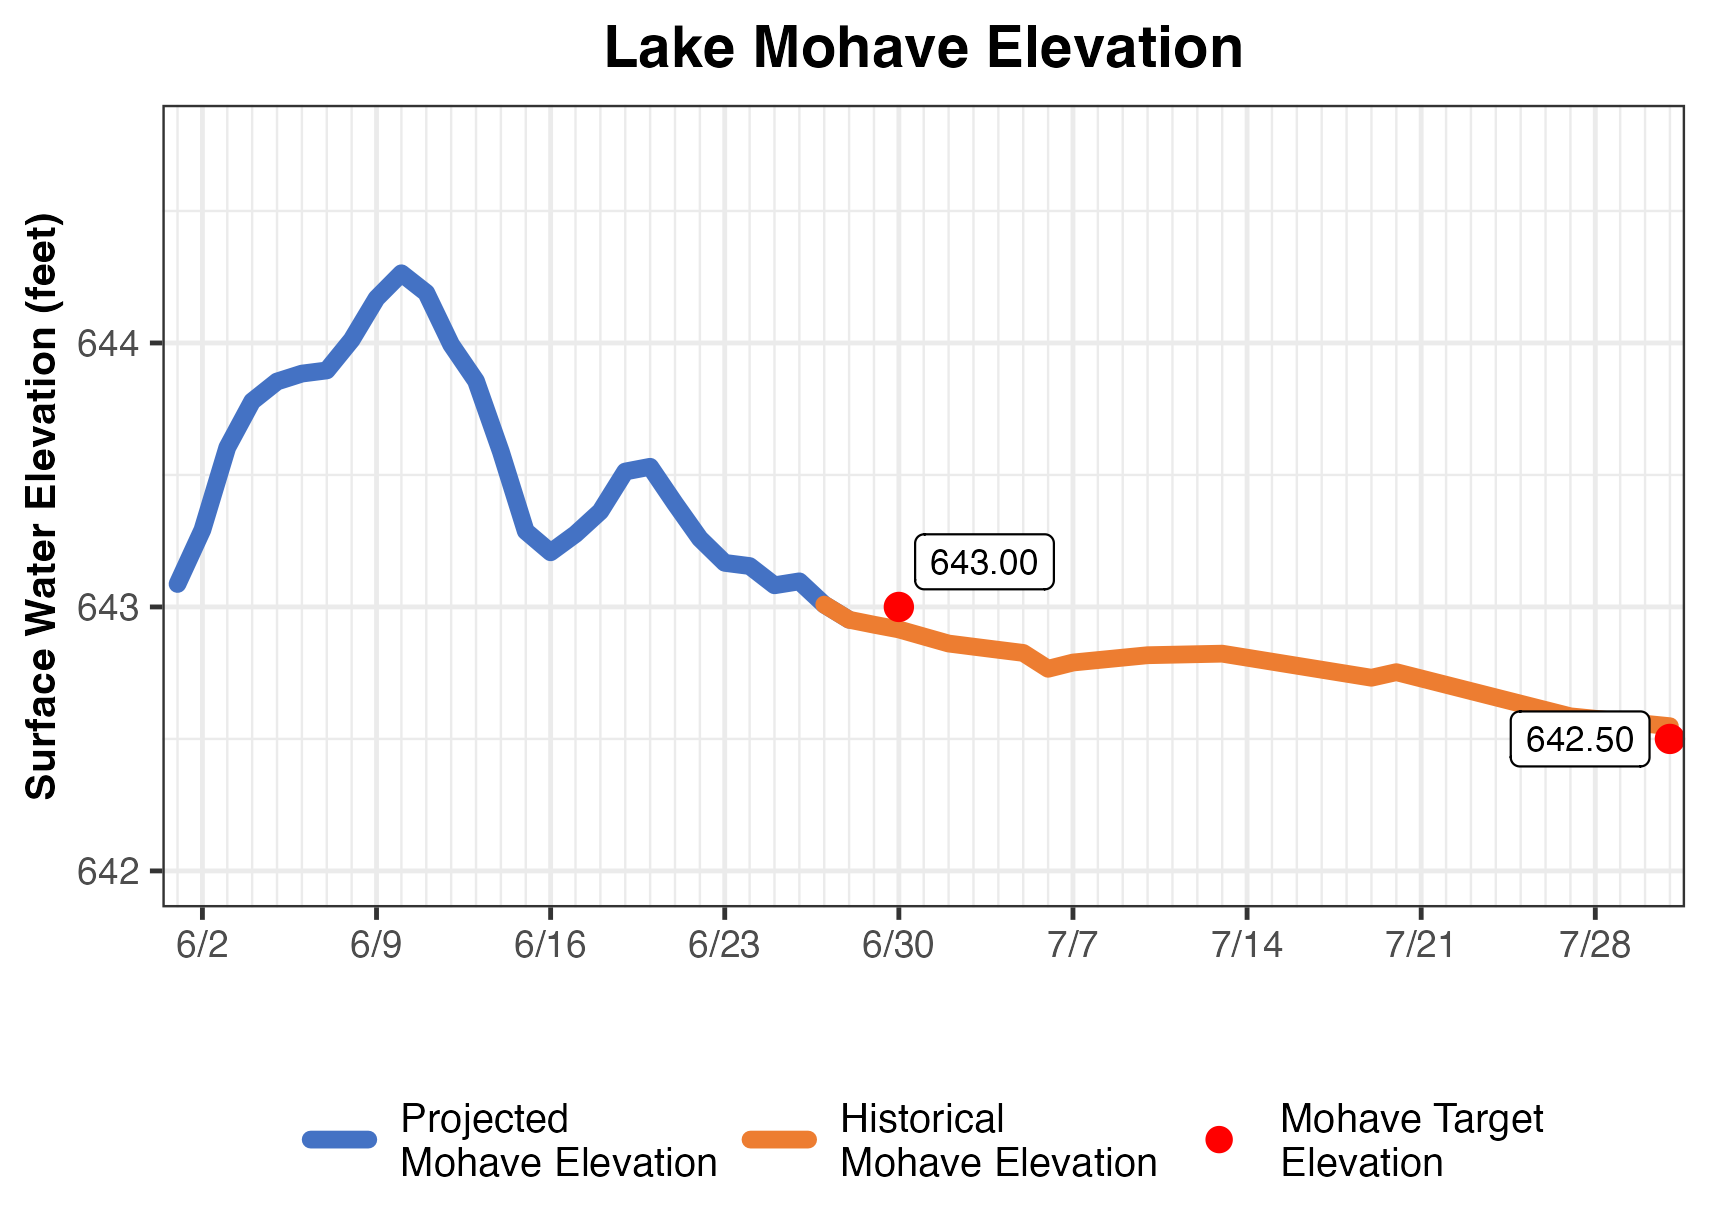 Lake Mohave Elevation
Surface Water Elevation (feet)
644
643
642
643.00
642.50
6/2
6/9
6/16
6/23
6/30
7/7
7/14
7/21
7/28
Projected
Mohave Elevation
Historical
Mohave Elevation
Mohave Target
Elevation